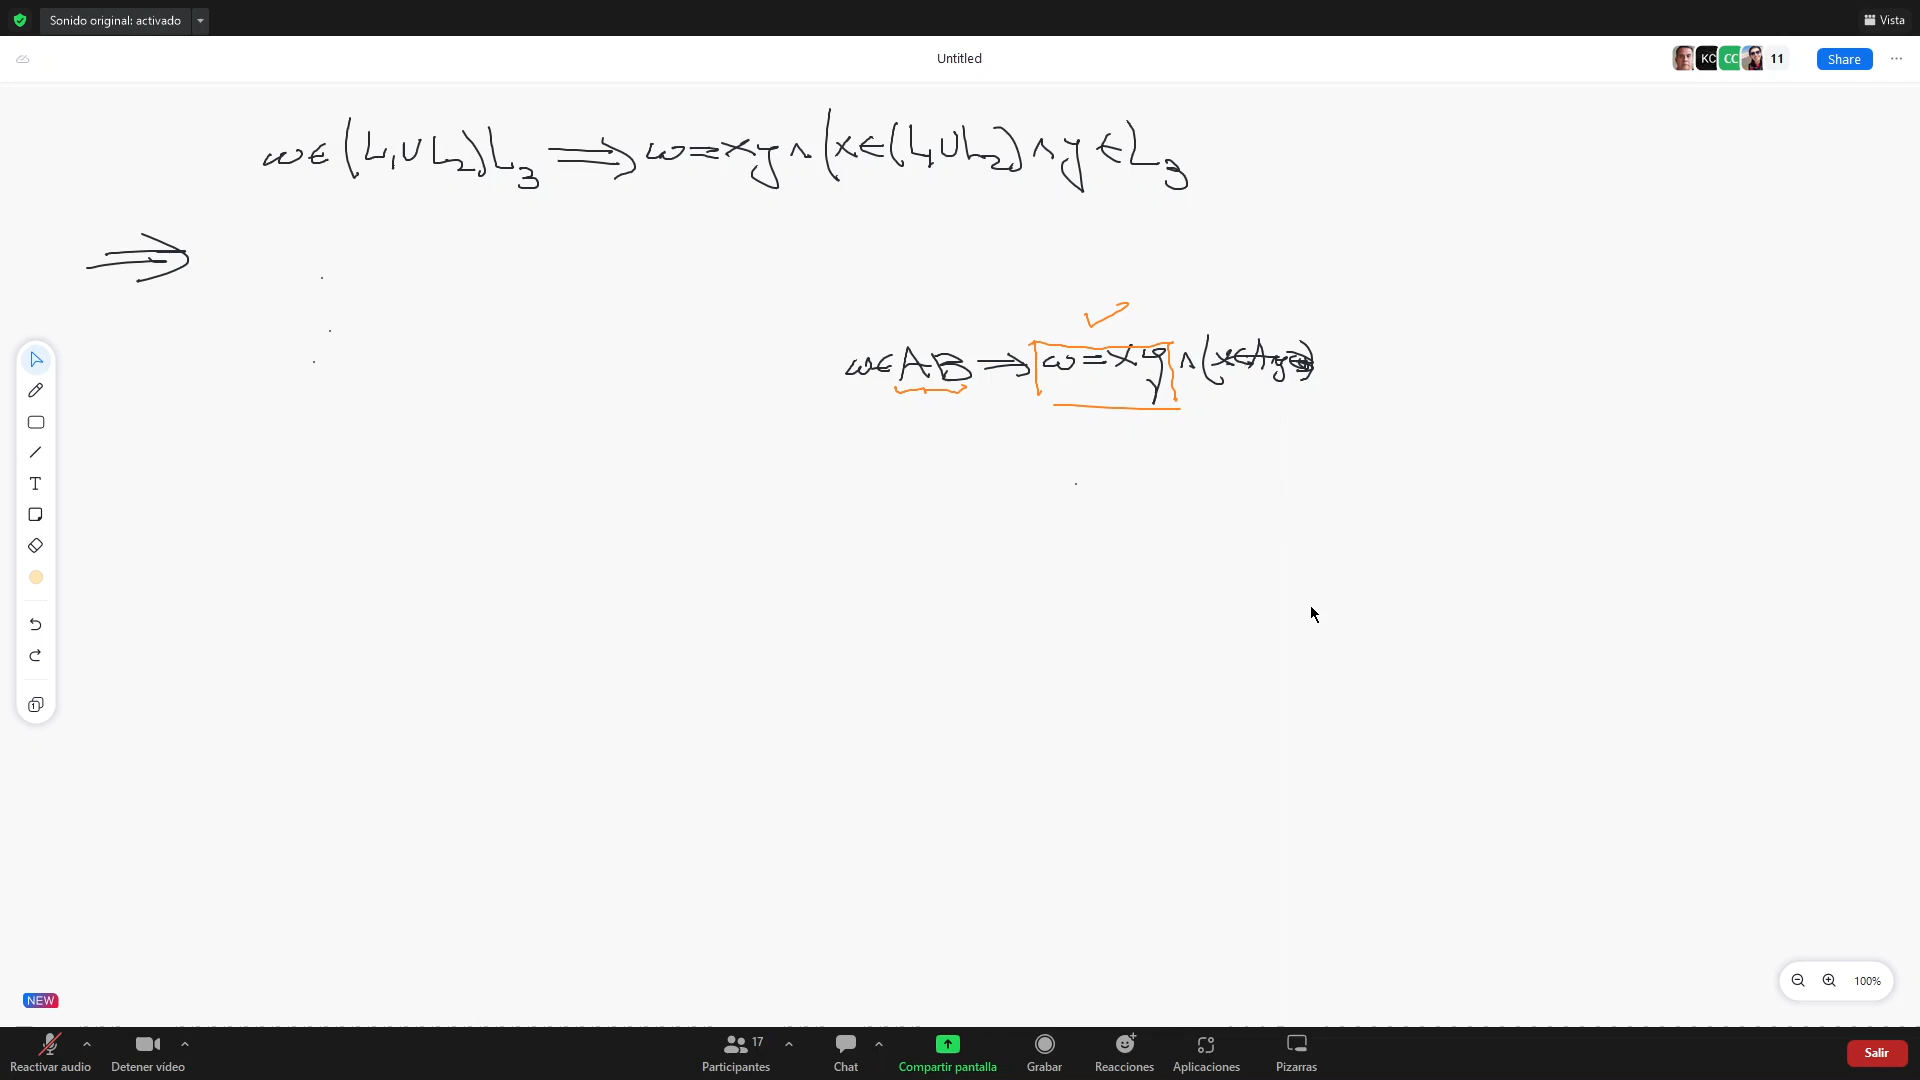 Sonido original: activado
Vista
Untitled
KC CC 11
Share
ω∈(L₁∪L₂)L₃ ⟹ ω=xy ∧ (x∈(L₁∪L₂) ∧ y∈L₃
⟹
✓
ω∈AB ⟹ ω=xy ∧ (x∈A y∈
T
1
NEW
100%
17
Reactivar audio
Detener vídeo
Participantes
Chat
Compartir pantalla
Grabar
Reacciones
Aplicaciones
Pizarras
Salir